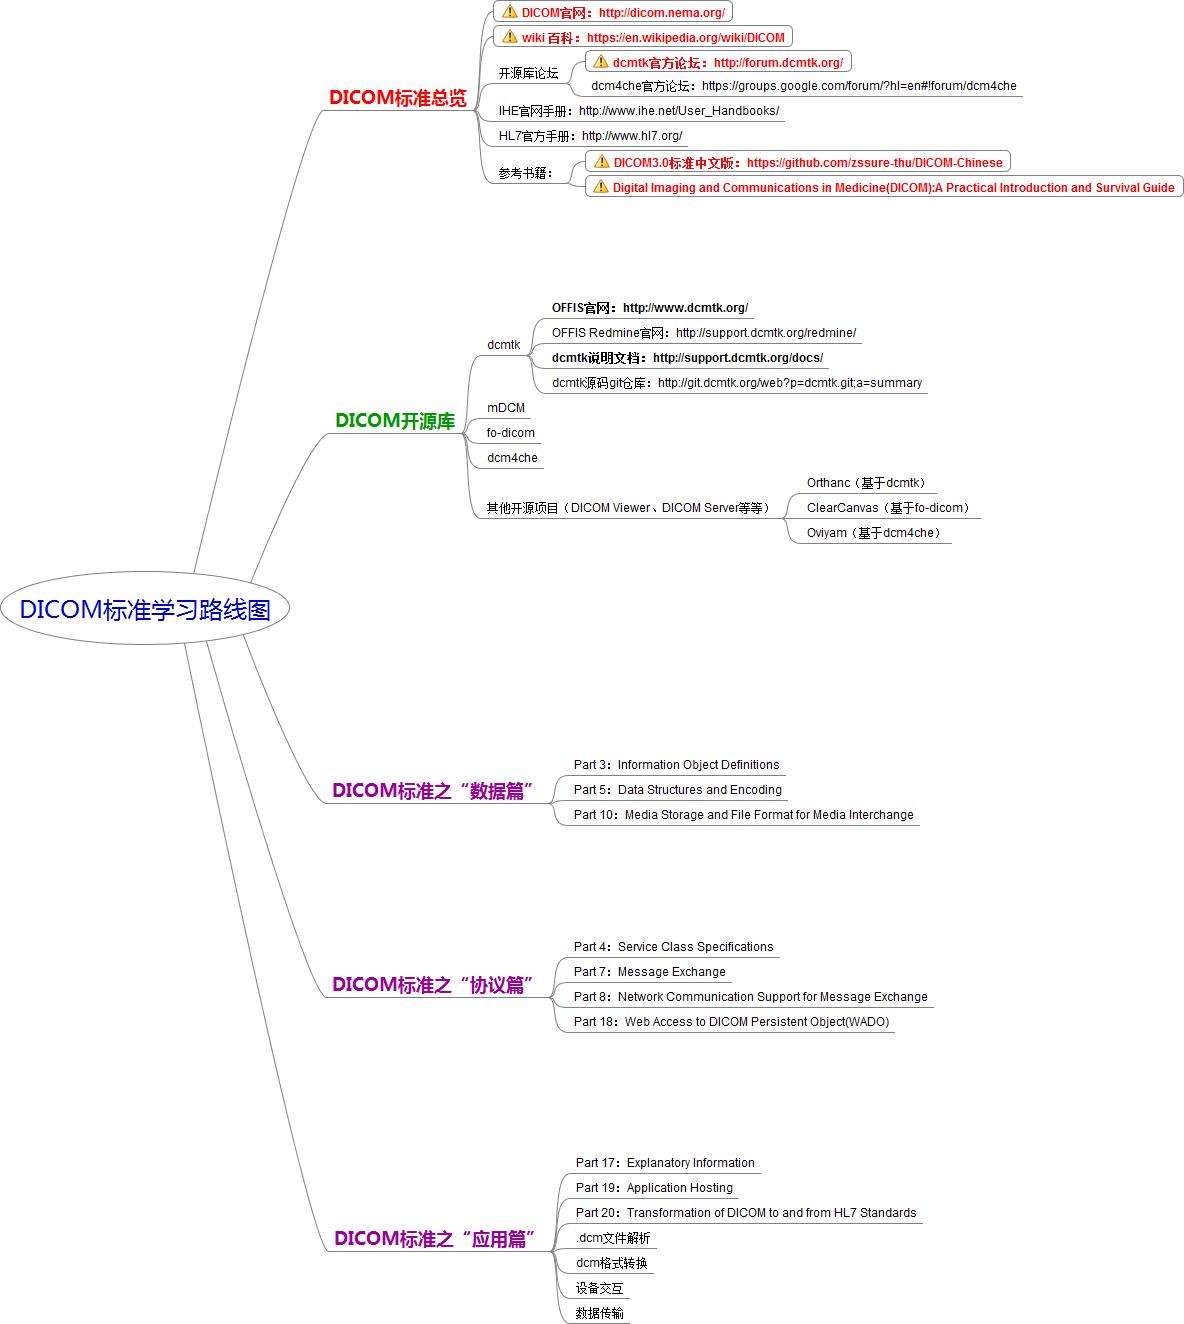 DICOM官网：http://dicom.nema.org/
wiki 百科：https://en.wikipedia.org/wiki/DICOM
开源库论坛
dcmtk官方论坛：http://forum.dcmtk.org/
dcm4che官方论坛：https://groups.google.com/forum/?hl=en#!forum/dcm4che
DICOM标准总览
IHE官网手册：http://www.ihe.net/User_Handbooks/
HL7官方手册：http://www.hl7.org/
参考书籍：
DICOM3.0标准中文版：https://github.com/zssure-thu/DICOM-Chinese
Digital Imaging and Communications in Medicine(DICOM):A Practical Introduction and Survival Guide
OFFIS官网：http://www.dcmtk.org/
OFFIS Redmine官网：http://support.dcmtk.org/redmine/
dcmtk
dcmtk说明文档：http://support.dcmtk.org/docs/
dcmtk源码git仓库：http://git.dcmtk.org/web?p=dcmtk.git;a=summary
mDCM
DICOM开源库
fo-dicom
dcm4che
其他开源项目（DICOM Viewer、DICOM Server等等）
Orthanc（基于dcmtk）
ClearCanvas（基于fo-dicom）
Oviyam（基于dcm4che）
DICOM标准学习路线图
DICOM标准之“数据篇”
Part 3：Information Object Definitions
Part 5：Data Structures and Encoding
Part 10：Media Storage and File Format for Media Interchange
DICOM标准之“协议篇”
Part 4：Service Class Specifications
Part 7：Message Exchange
Part 8：Network Communication Support for Message Exchange
Part 18：Web Access to DICOM Persistent Object(WADO)
DICOM标准之“应用篇”
Part 17：Explanatory Information
Part 19：Application Hosting
Part 20：Transformation of DICOM to and from HL7 Standards
.dcm文件解析
dcm格式转换
设备交互
数据传输